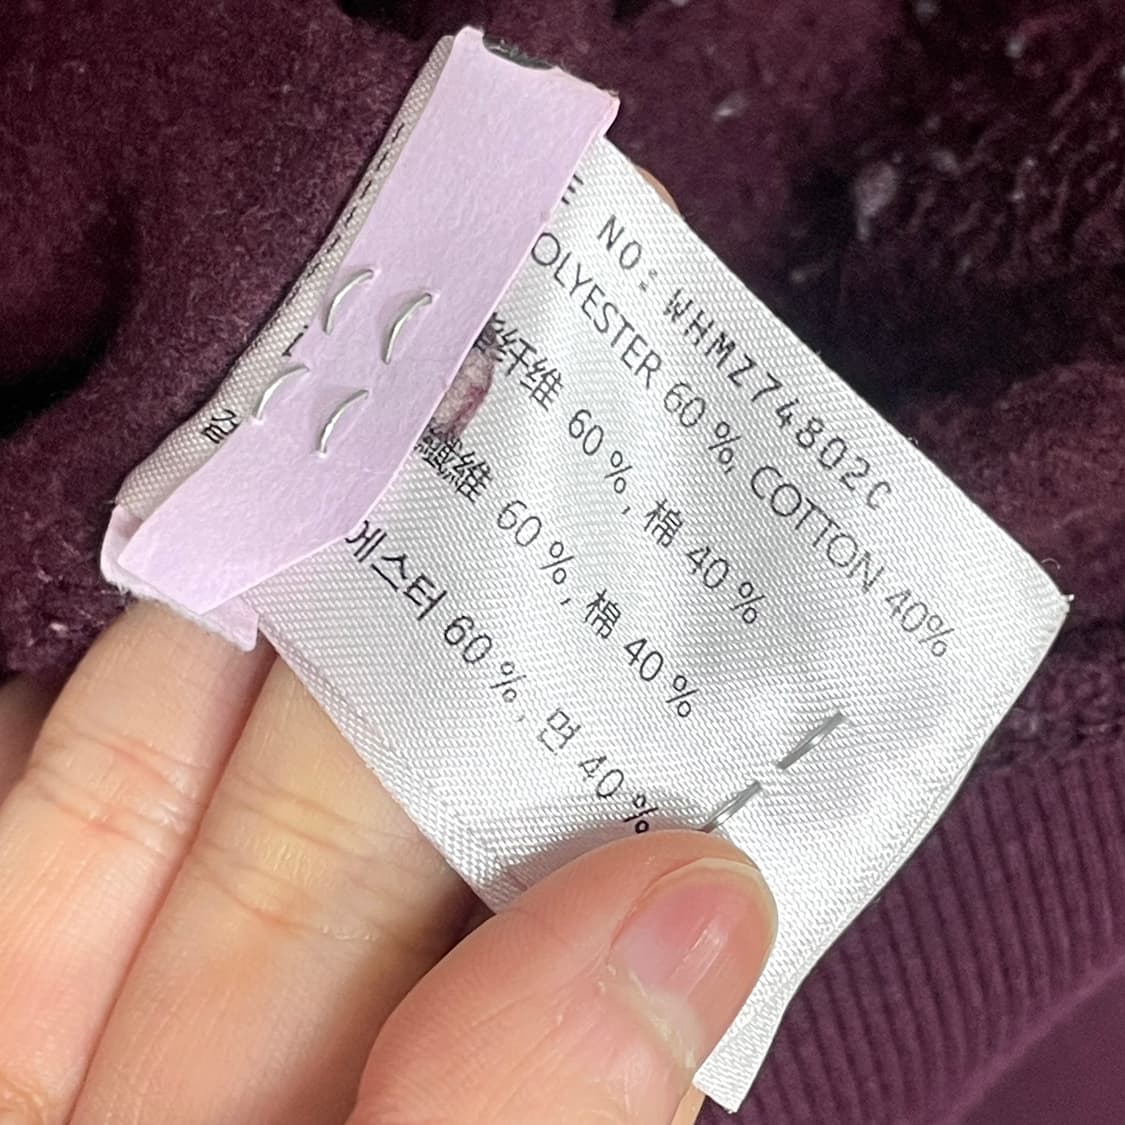 E NO: WHMZ74802C
OLYESTER 60 %, COTTON 40%
纤维 60 %, 棉 40 %
纖維 60 %, 棉 40 %
에스터 60 %, 면 40 %